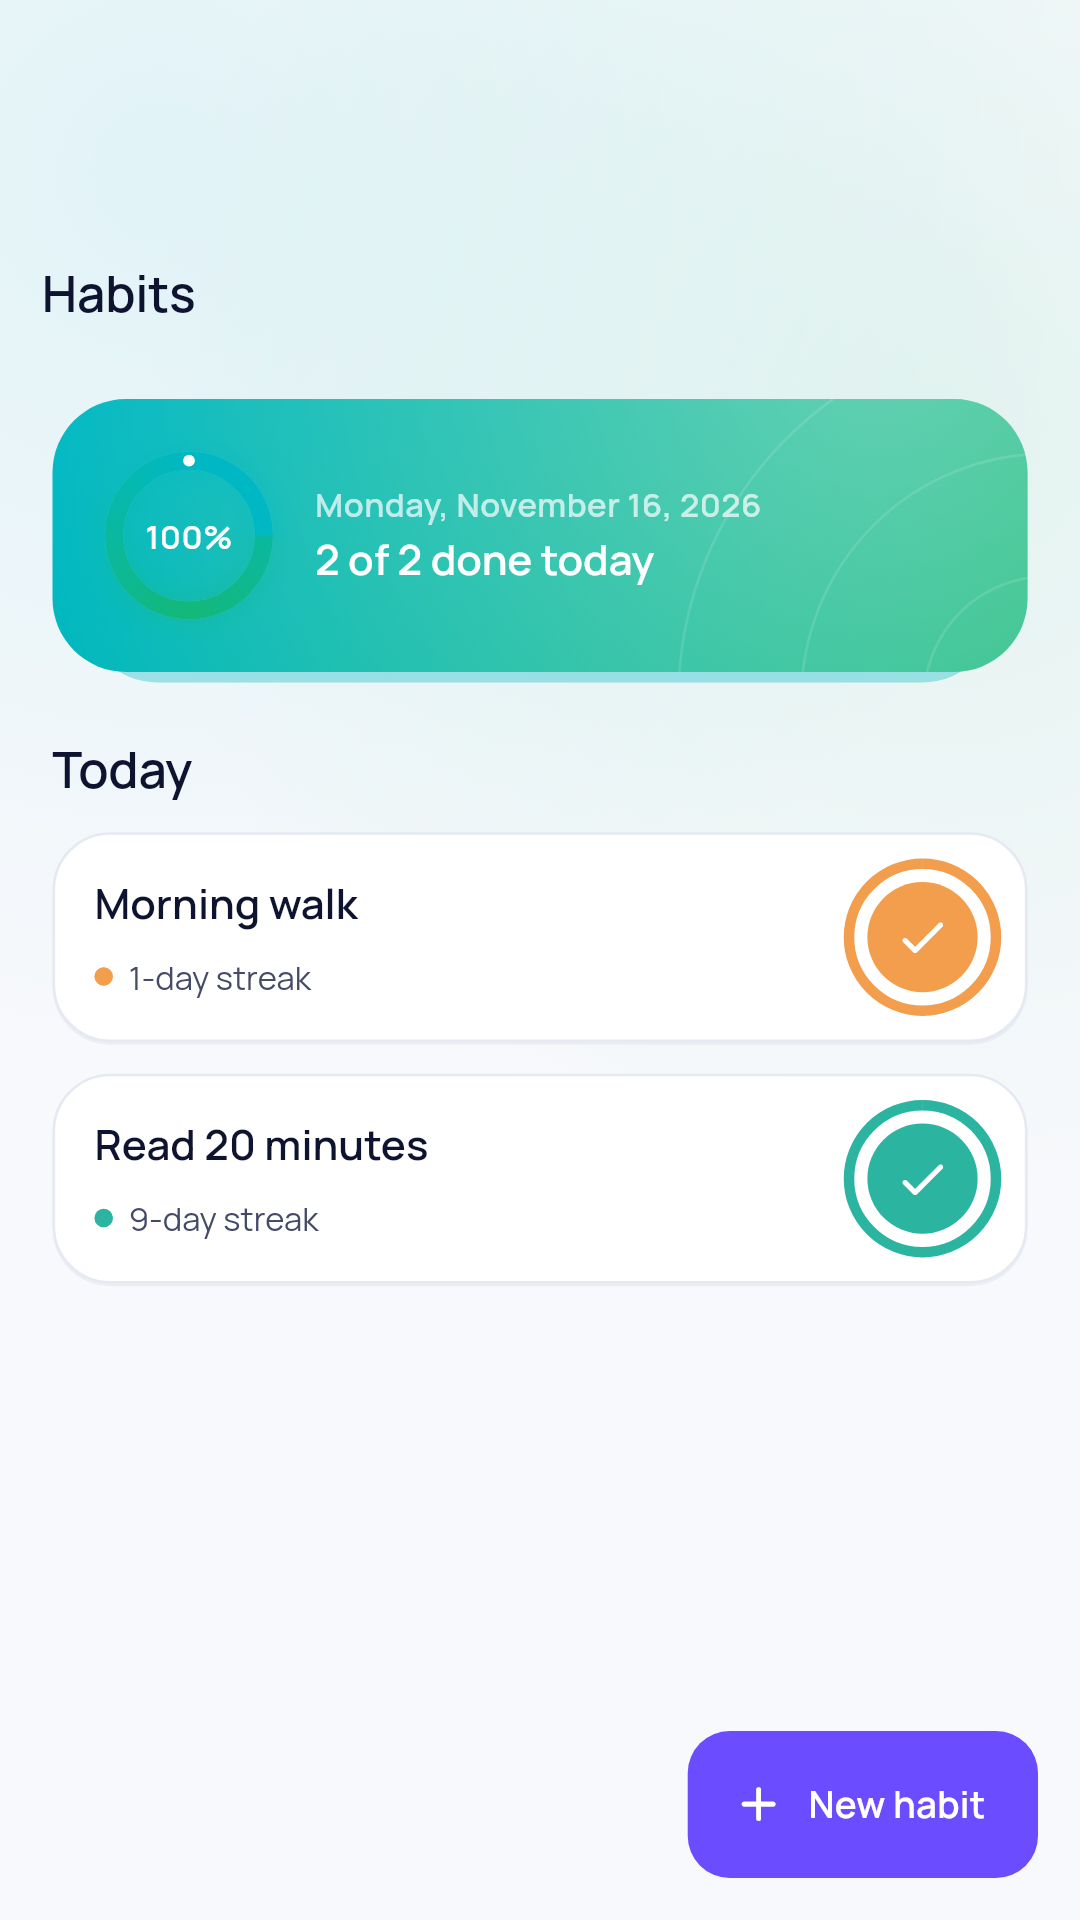 Habits
100%
Monday, November 16, 2026
2 of 2 done today
Today
Morning walk
1-day streak
Read 20 minutes
9-day streak
New habit